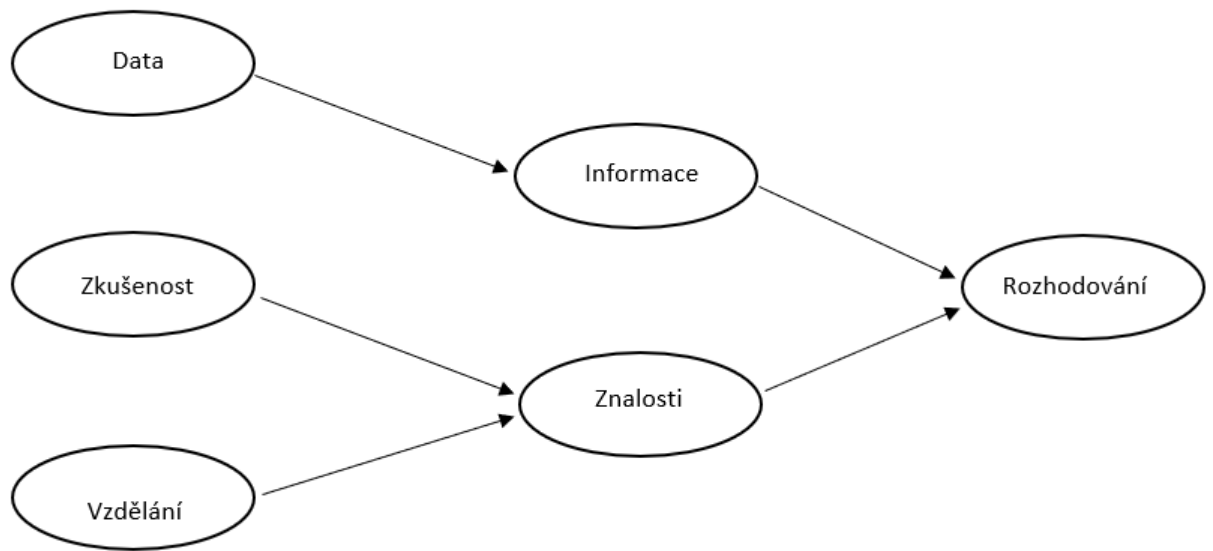 Data
Informace
Zkušenost
Rozhodování
Znalosti
Vzdělání